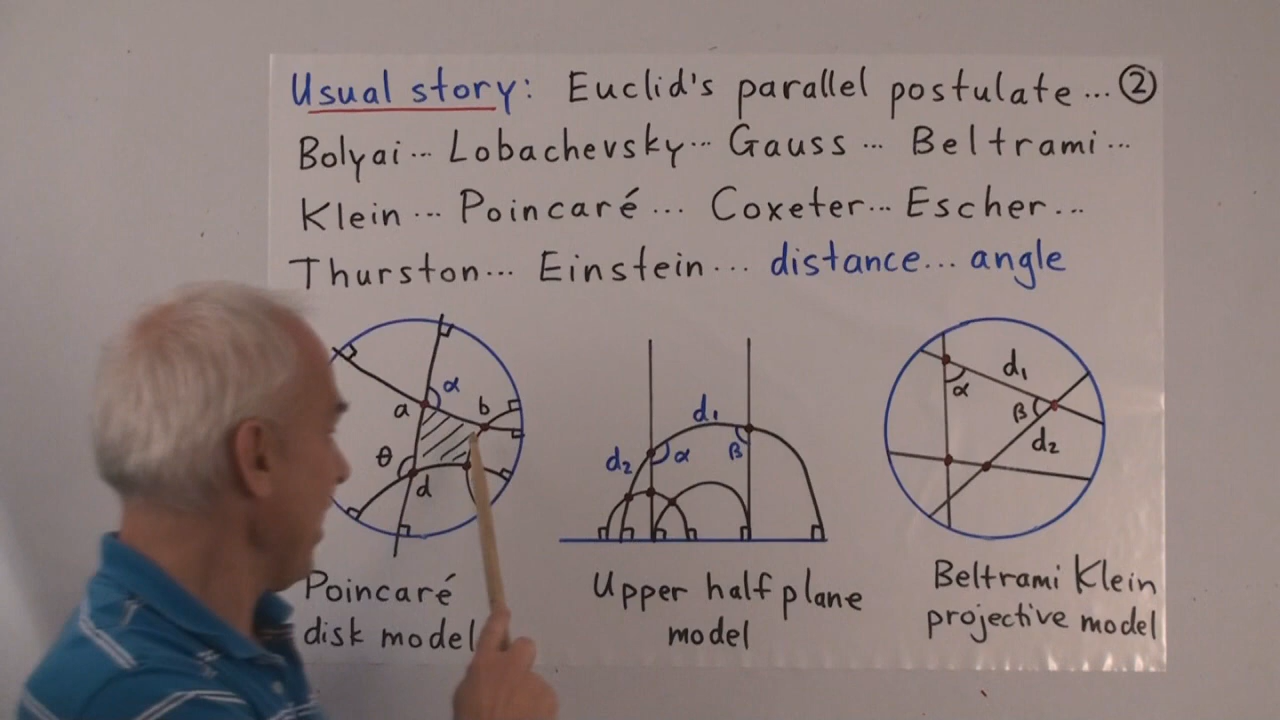 Usual story: Euclid's parallel postulate... ②
Bolyai... Lobachevsky... Gauss... Beltrami...
Klein... Poincaré... Coxeter... Escher...
Thurston... Einstein... distance... angle
α
a
b
θ
d
d₁
d₂
α
β
d₁
α
β
d₂
Poincaré
disk model
Upper half plane
model
Beltrami Klein
projective model